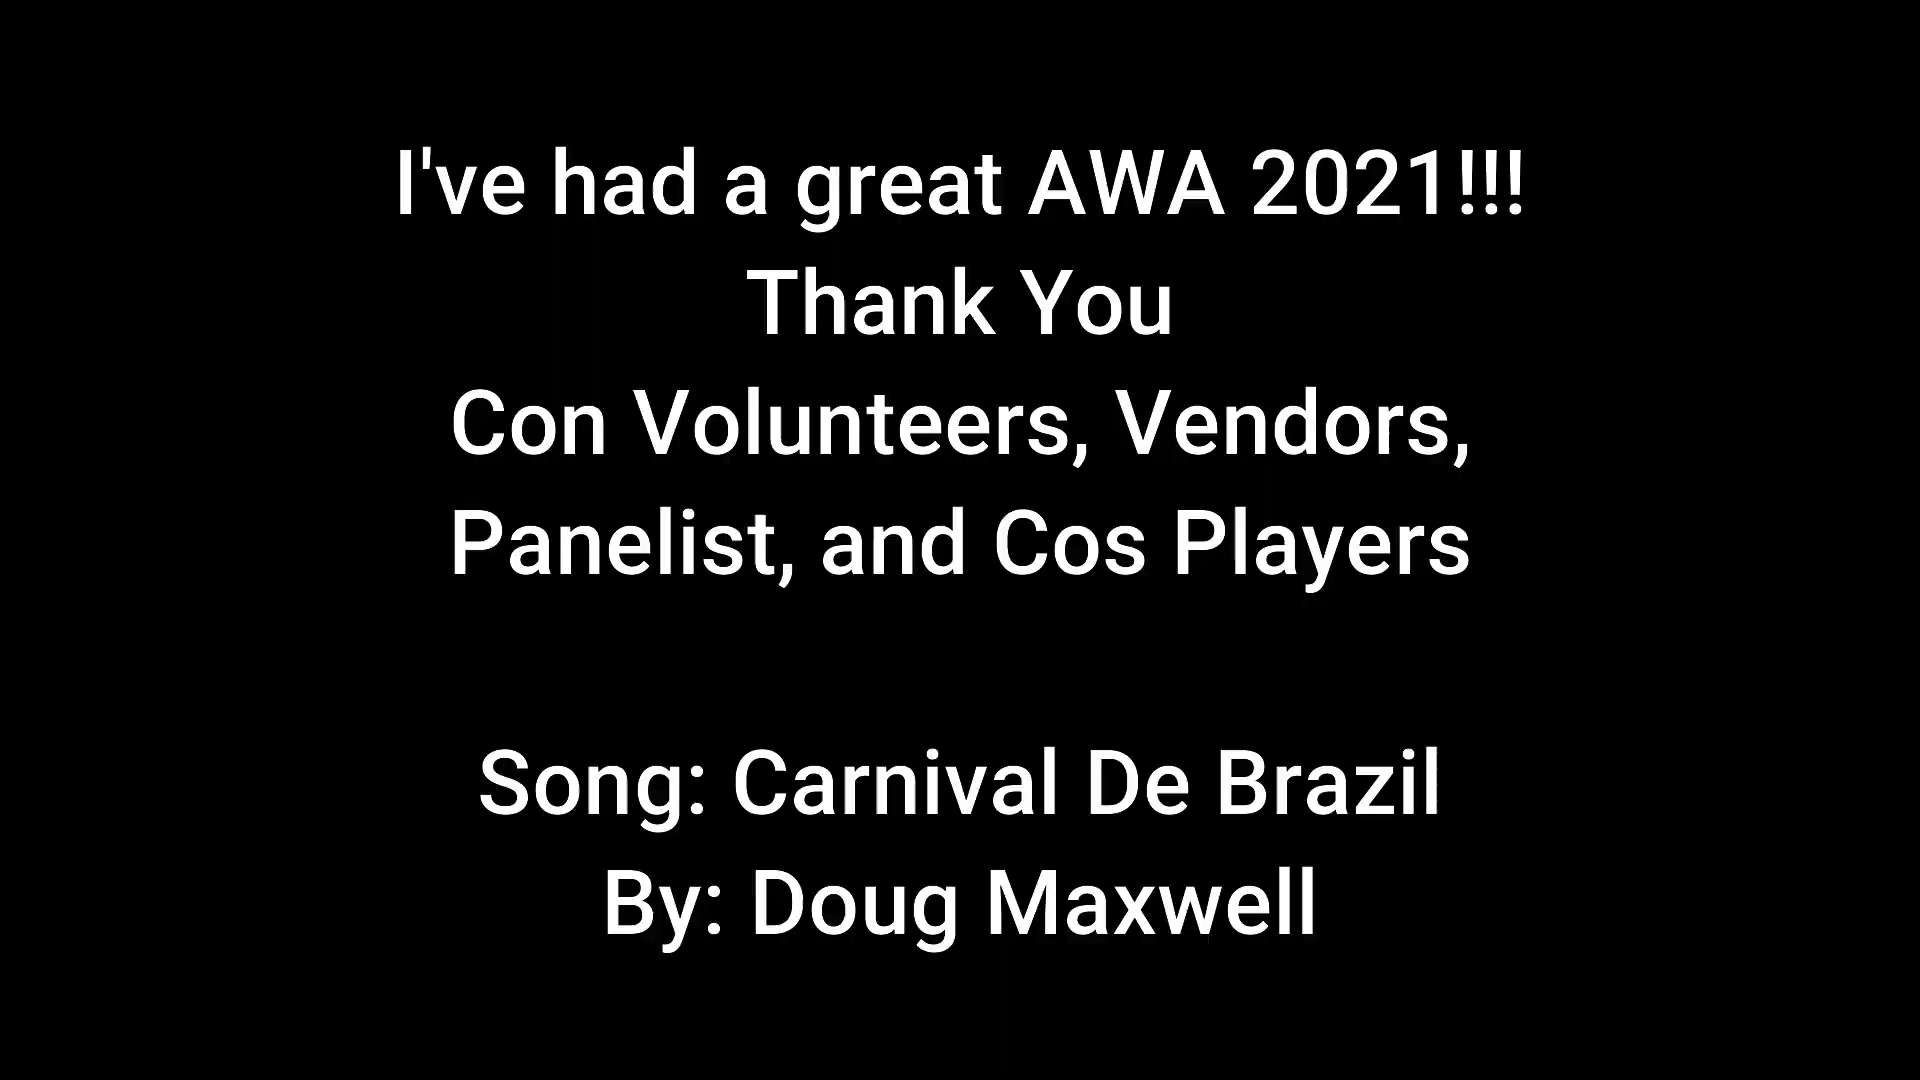 I've had a great AWA 2021!!!
Thank You
Con Volunteers, Vendors,
Panelist, and Cos Players
Song: Carnival De Brazil
By: Doug Maxwell